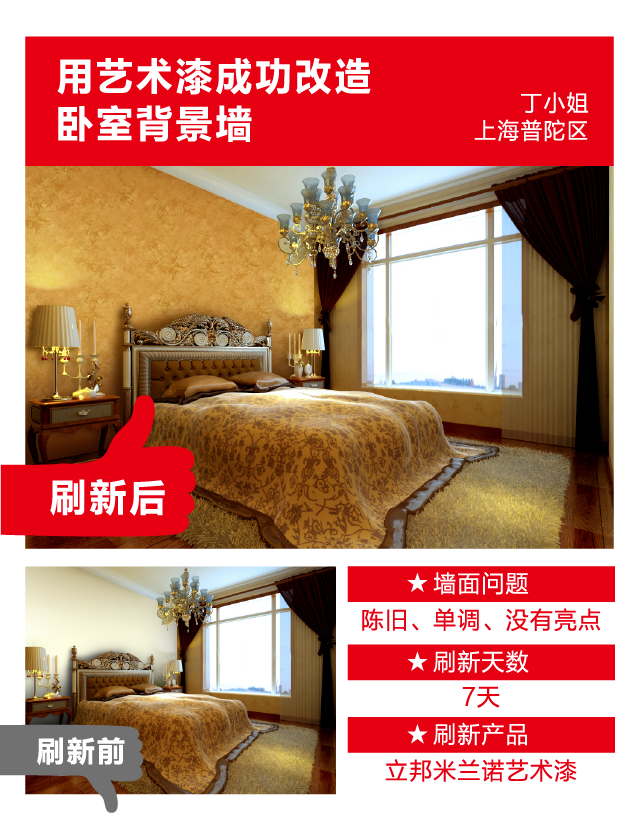 用艺术漆成功改造
卧室背景墙
丁小姐
上海普陀区
刷新后
刷新前
★ 墙面问题
陈旧、单调、没有亮点
★ 刷新天数
7天
★ 刷新产品
立邦米兰诺艺术漆